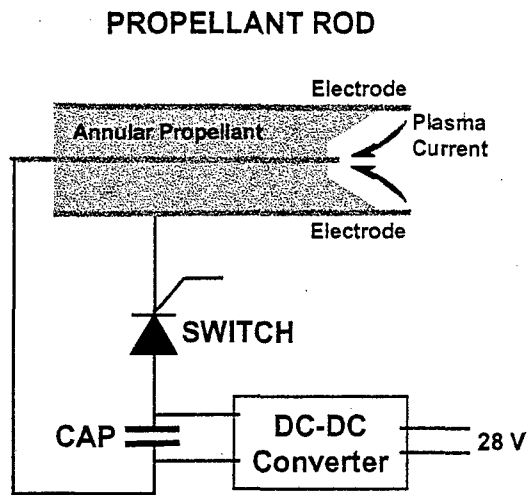 PROPELLANT ROD
Electrode
Annular Propellant
Plasma
Current
Electrode
SWITCH
CAP
DC-DC
Converter
28 V